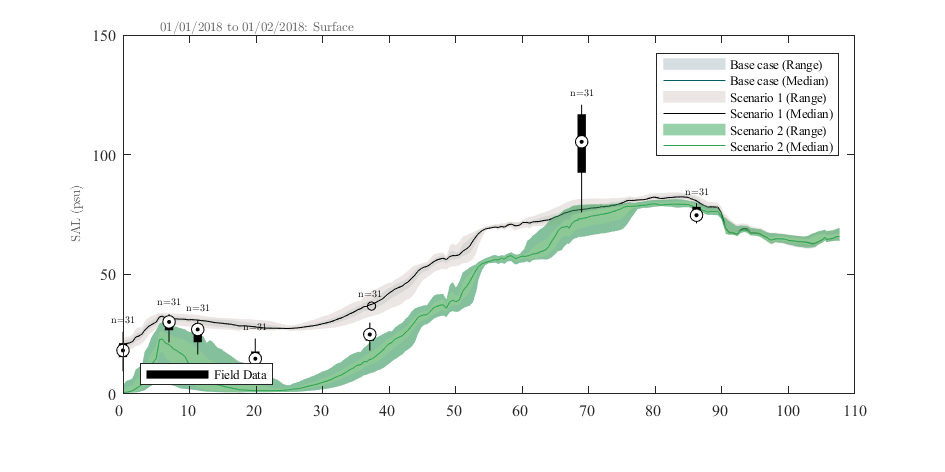 01/01/2018 to 01/02/2018: Surface
150
100
50
0
SAL (psu)
Base case (Range)
Base case (Median)
Scenario 1 (Range)
Scenario 1 (Median)
Scenario 2 (Range)
Scenario 2 (Median)
n=31
n=31
n=31
n=31
n=31
n=31
n=31
Field Data
0 10 20 30 40 50 60 70 80 90 100 110